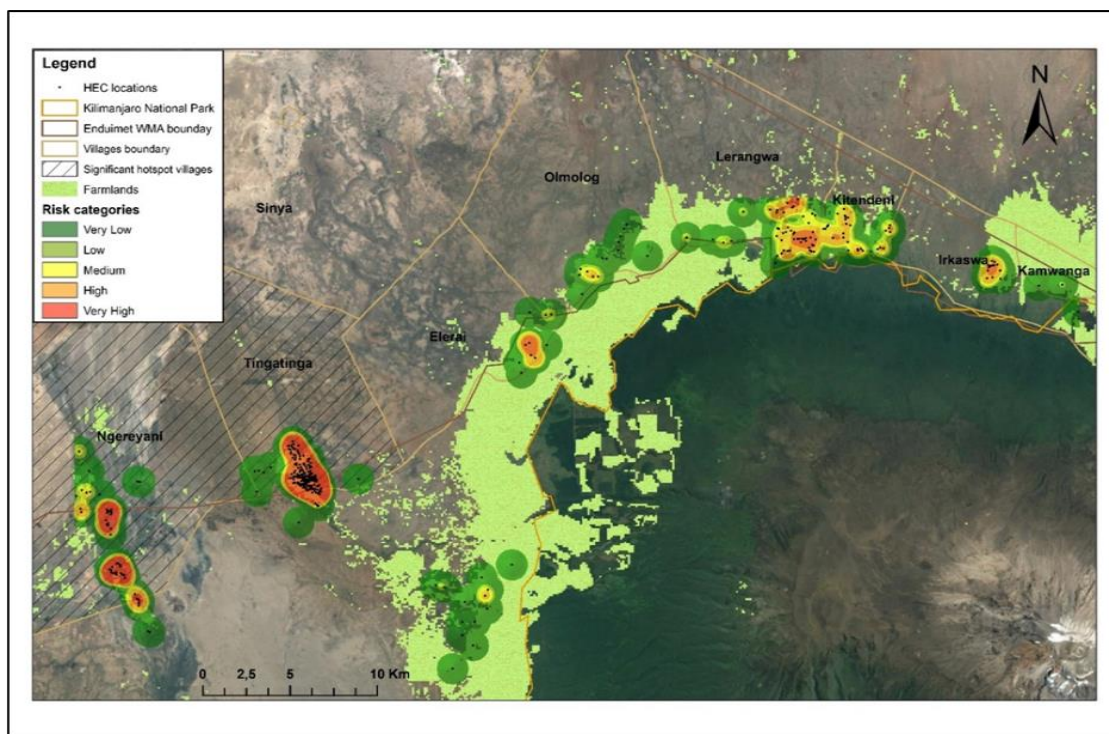 Legend
HEC locations
Kilimanjaro National Park
Enduimet WMA bounday
Villages boundary
Significant hotspot villages
Farmlands
Risk categories
Very Low
Low
Medium
High
Very High
N
Lerangwa
Olmolog
Kitendeni
Sinya
Irkaswa
Kamwanga
Elerai
Tingatinga
Ngereyani
0 2,5 5 10 Km